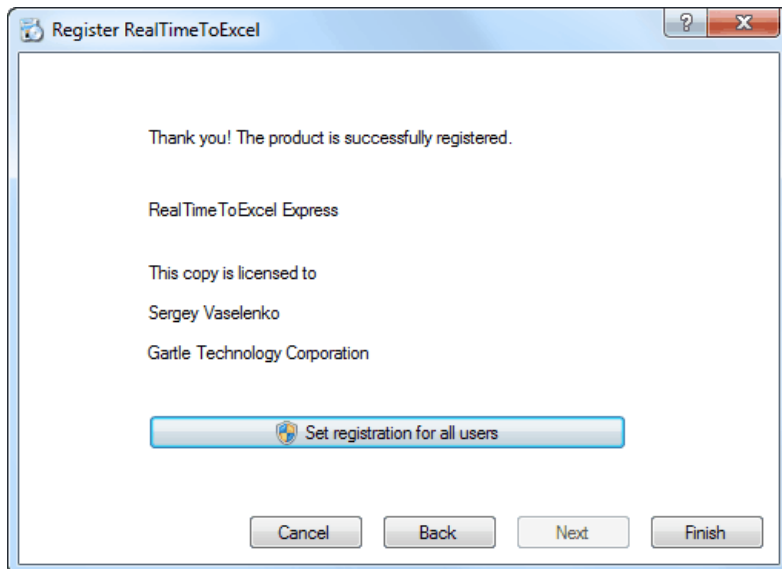 Register RealTimeToExcel
Thank you! The product is successfully registered.
RealTimeToExcel Express
This copy is licensed to
Sergey Vaselenko
Gartle Technology Corporation
Set registration for all users
Cancel Back Next Finish